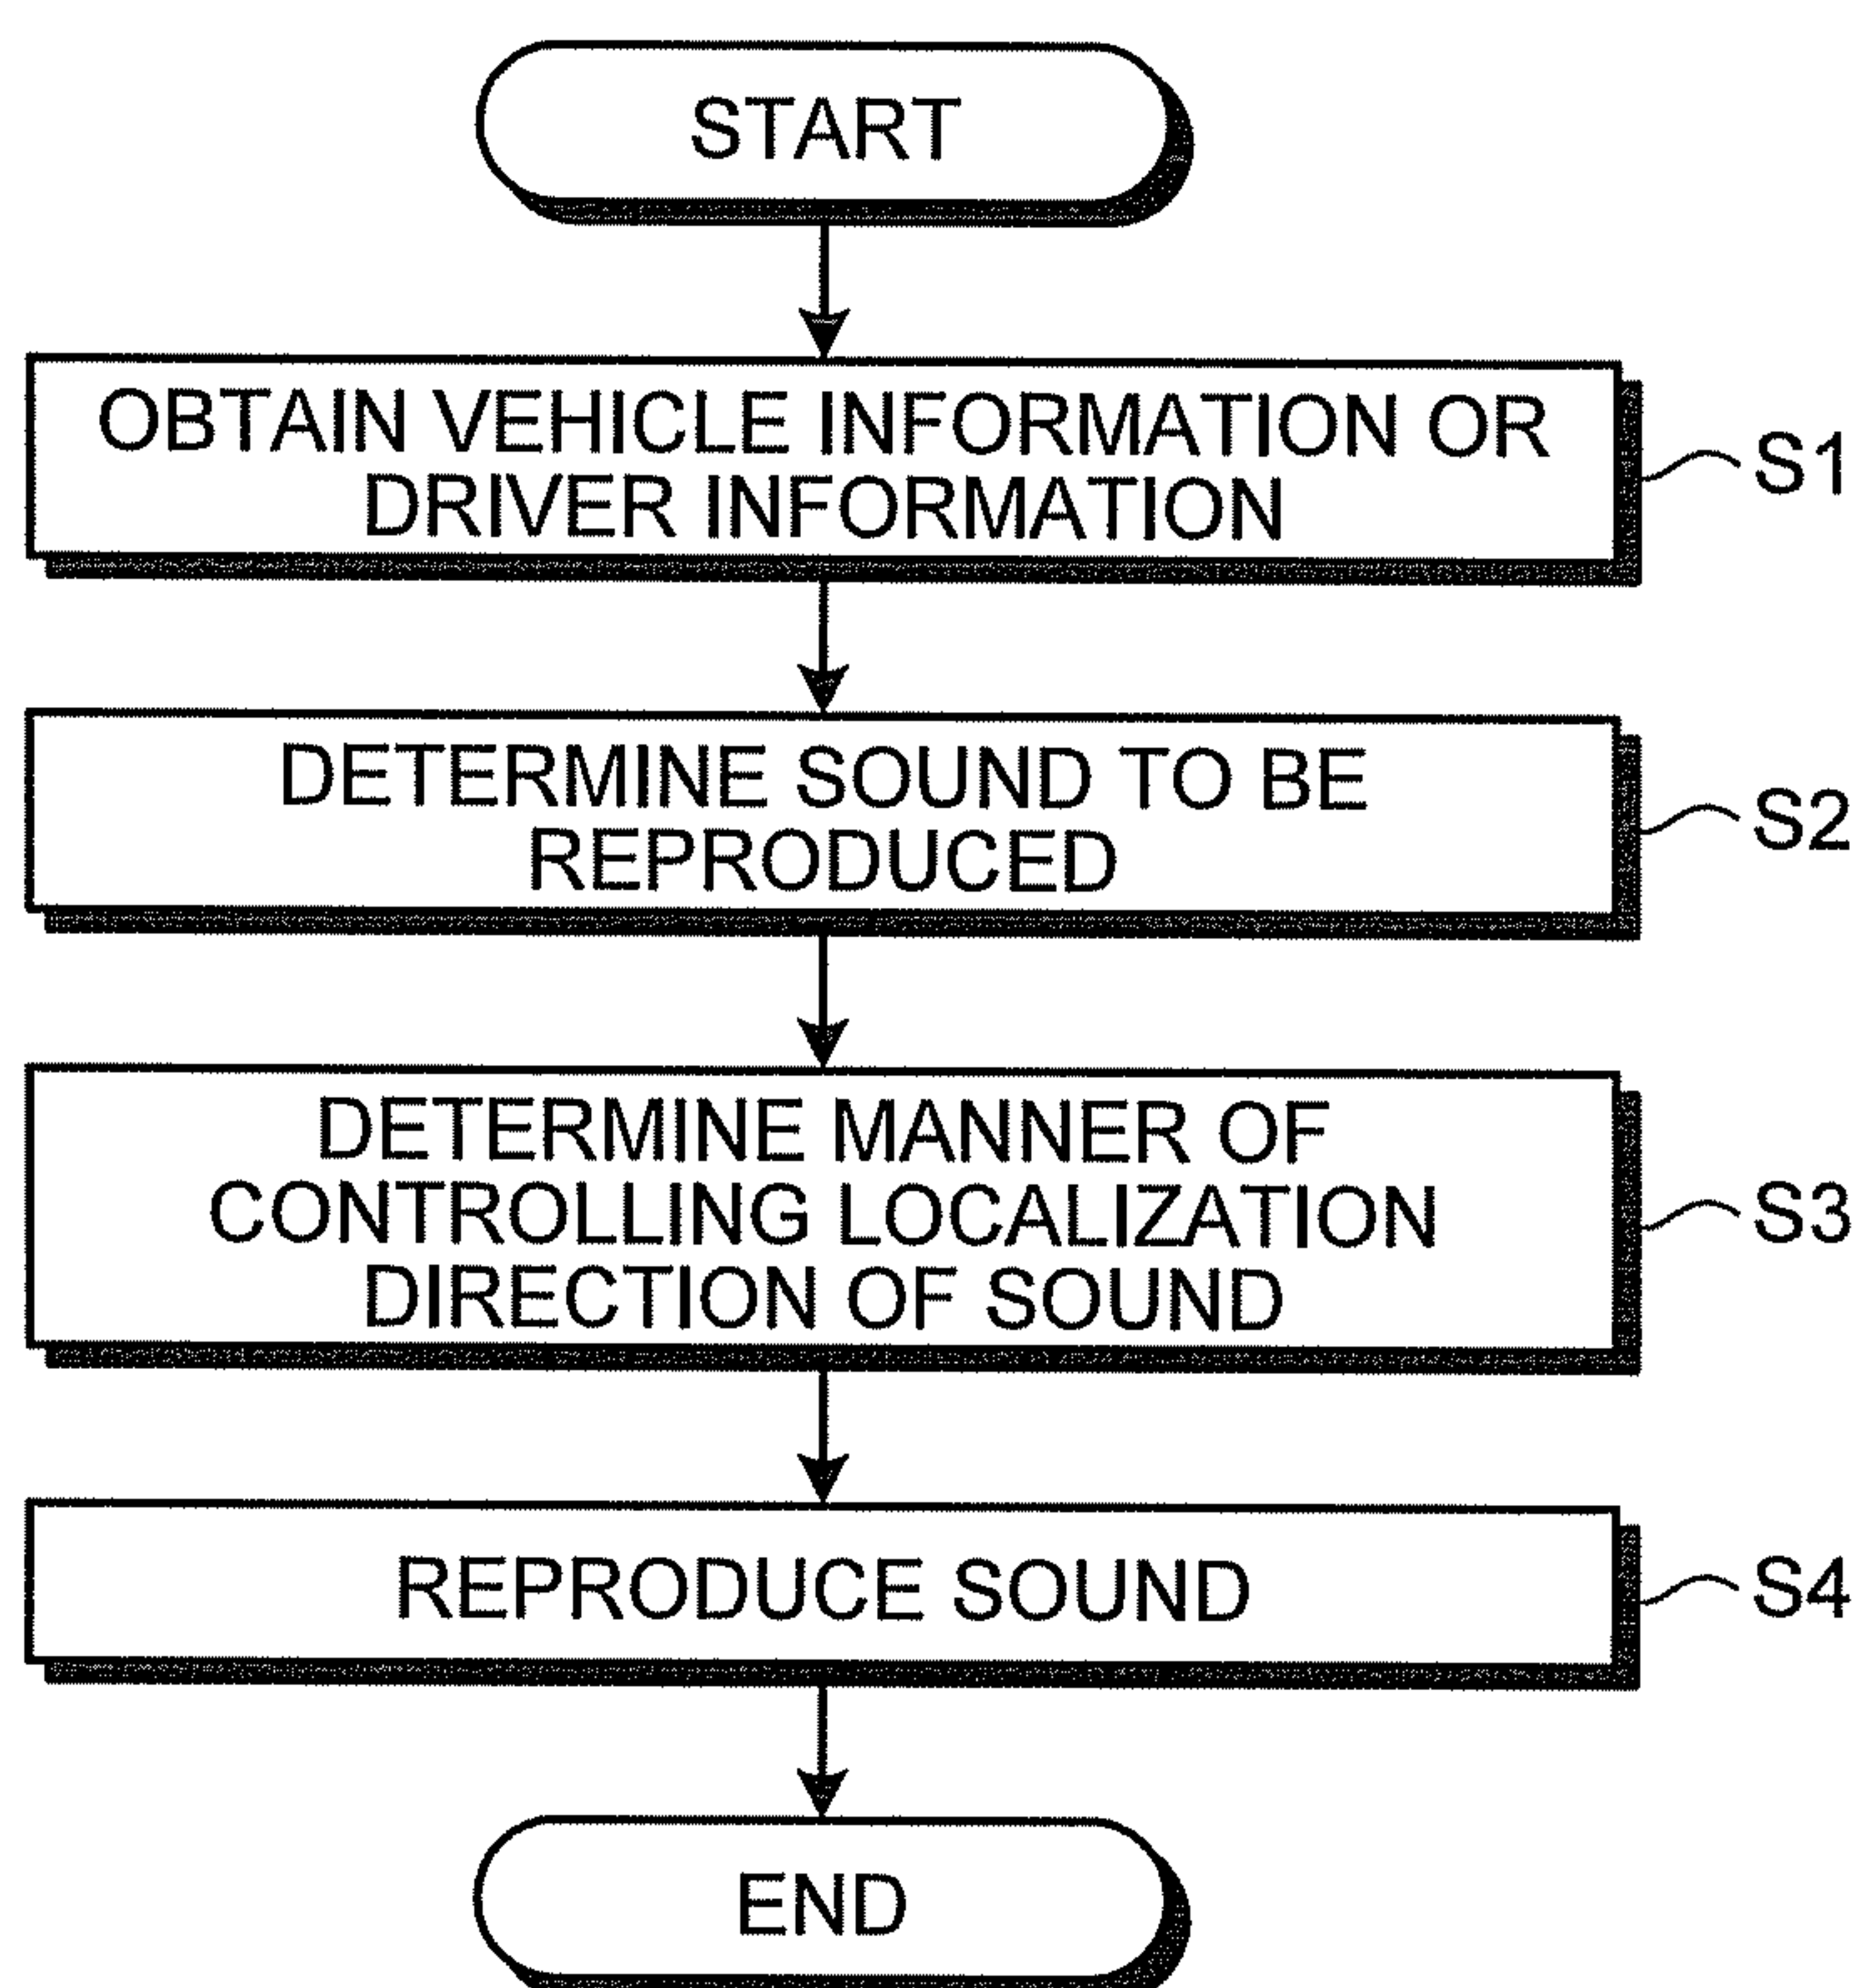 START
OBTAIN VEHICLE INFORMATION OR
DRIVER INFORMATION
S1
DETERMINE SOUND TO BE
REPRODUCED
S2
DETERMINE MANNER OF
CONTROLLING LOCALIZATION
DIRECTION OF SOUND
S3
REPRODUCE SOUND
S4
END